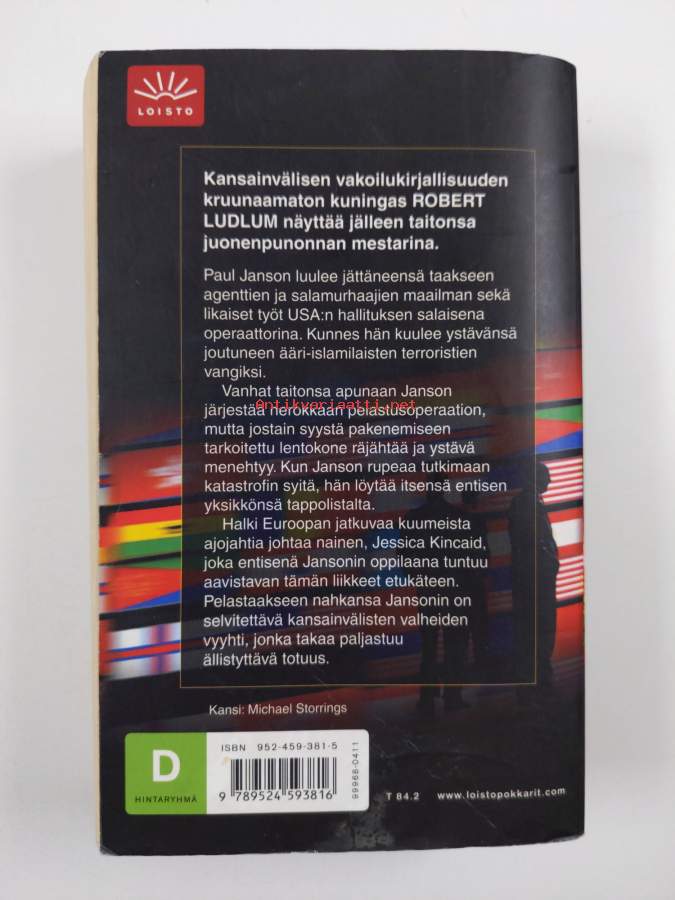 LOISTO
Kansainvälisen vakoilukirjallisuuden
kruunaamaton kuningas ROBERT
LUDLUM näyttää jälleen taitonsa
juonenpunonnan mestarina.
Paul Janson luulee jättäneensä taakseen
agenttien ja salamurhaajien maailman sekä
likaiset työt USA:n hallituksen salaisena
operaattorina. Kunnes hän kuulee ystävänsä
joutuneen ääri-islamilaisten terroristien
vangiksi.
Vanhat taitonsa apunaan Janson
Antikvariaatti.net
järjestää nerokkaan pelastusoperaation,
mutta jostain syystä pakenemiseen
tarkoitettu lentokone räjähtää ja ystävä
menehtyy. Kun Janson rupeaa tutkimaan
katastrofin syitä, hän löytää itsensä entisen
yksikkönsä tappolistalta.
Halki Euroopan jatkuvaa kuumeista
ajojahtia johtaa nainen, Jessica Kincaid,
joka entisenä Jansonin oppilaana tuntuu
aavistavan tämän liikkeet etukäteen.
Pelastaakseen nahkansa Jansonin on
selvitettävä kansainvälisten valheiden
vyyhti, jonka takaa paljastuu
ällistyttävä totuus.
Kansi: Michael Storrings
D
HINTARYHMÄ
ISBN 952-459-381-5
9 789524 593816
99968-0411
T 84.2
www.loistopokkarit.com